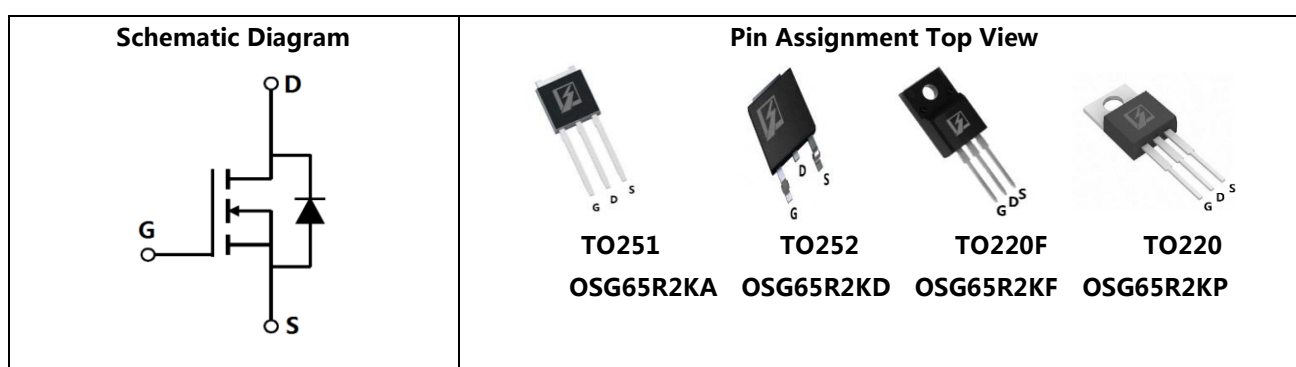 Schematic Diagram
Pin Assignment Top View
D
G
S
G D S
G D S
G D S
G D S
TO251 TO252 TO220F TO220
OSG65R2KA OSG65R2KD OSG65R2KF OSG65R2KP